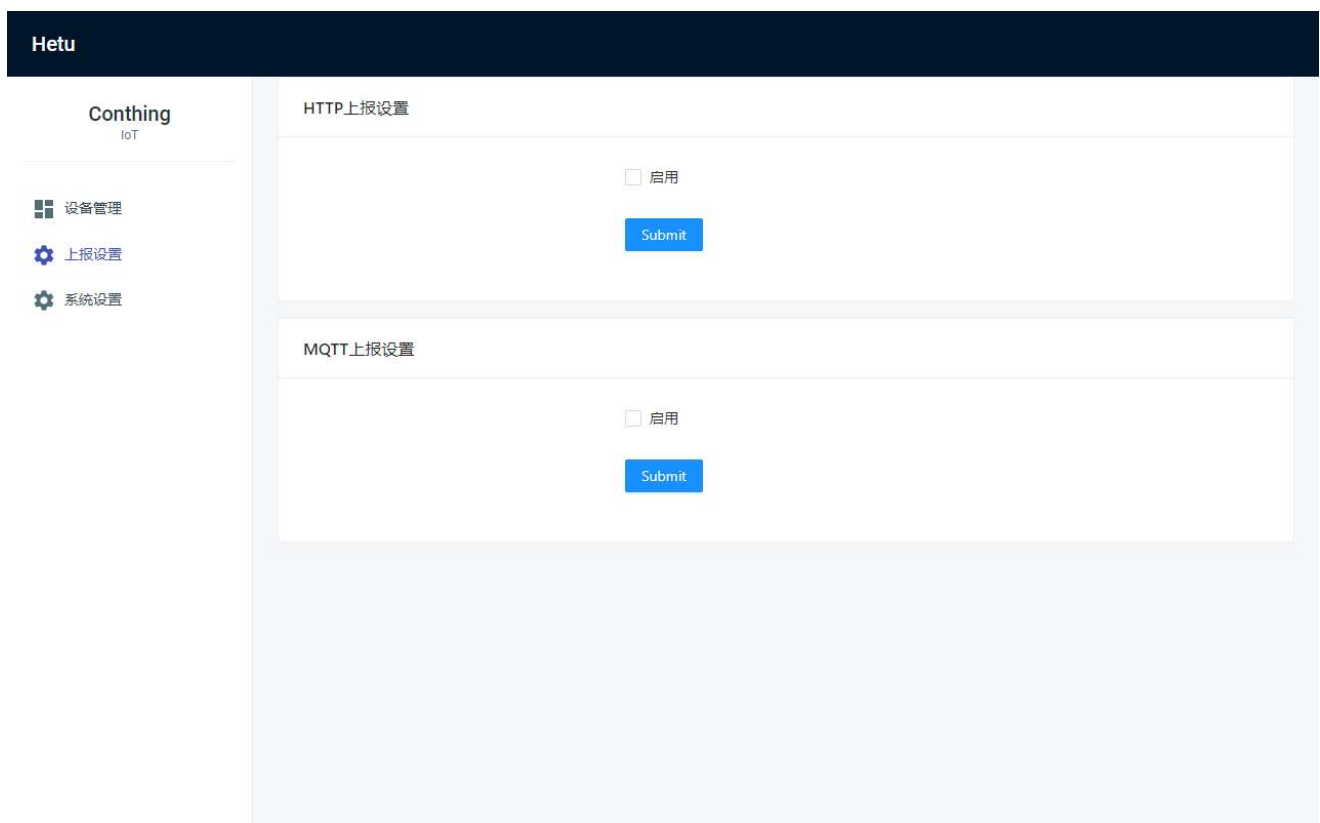 Hetu
Conthing
IoT
设备管理
上报设置
系统设置
HTTP上报设置
启用
Submit
MQTT上报设置
启用
Submit